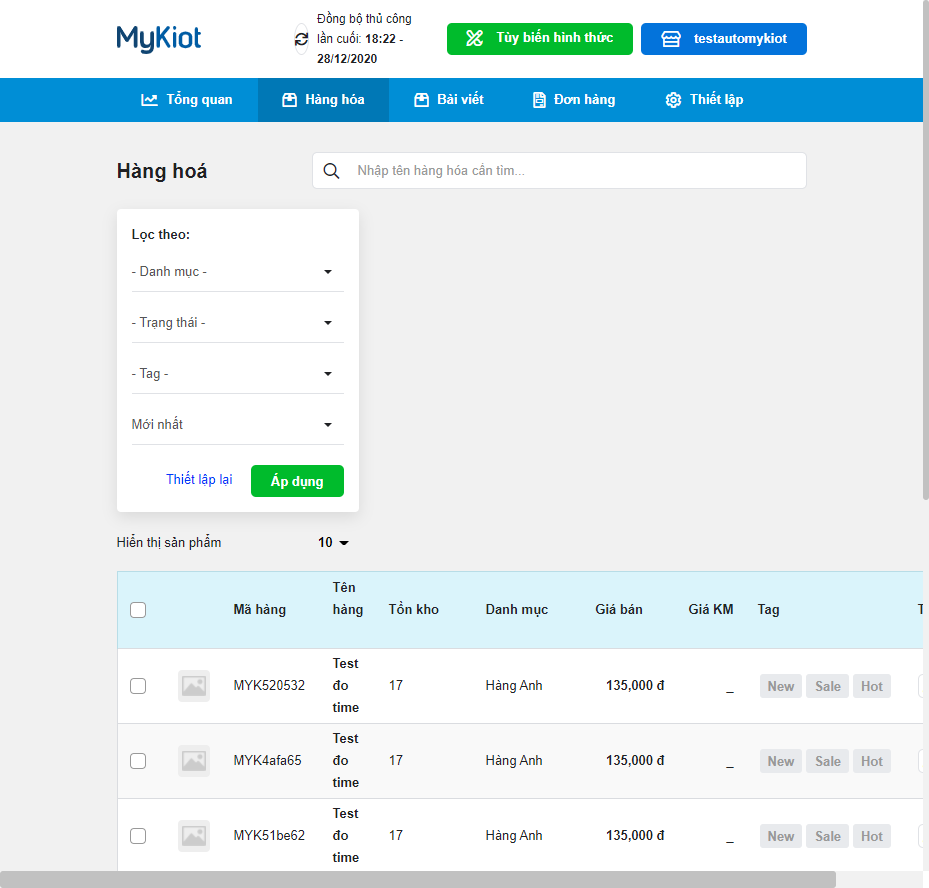 MyKiot
Đồng bộ thủ công
lần cuối: 18:22 -
28/12/2020
Tùy biến hình thức
testautomykiot
Tổng quan
Hàng hóa
Bài viết
Đơn hàng
Thiết lập
Hàng hoá
Nhập tên hàng hóa cần tìm...
Lọc theo:
- Danh mục -
- Trạng thái -
- Tag -
Mới nhất
Thiết lập lại
Áp dụng
Hiển thị sản phẩm
10
Mã hàng
Tên
hàng
Tồn kho
Danh mục
Giá bán
Giá KM
Tag
MYK520532
Test
đo
time
17
Hàng Anh
135,000 đ
_
New
Sale
Hot
MYK4afa65
Test
đo
time
17
Hàng Anh
135,000 đ
_
New
Sale
Hot
MYK51be62
Test
đo
time
17
Hàng Anh
135,000 đ
_
New
Sale
Hot